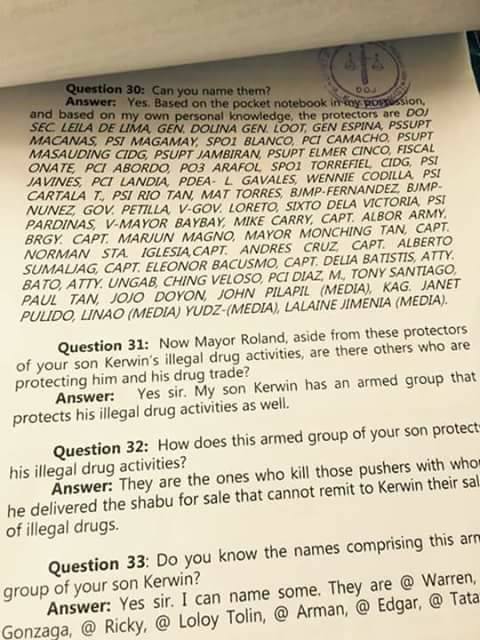 DOJ
Question 30: Can you name them?
Answer: Yes. Based on the pocket notebook in my possession,
and based on my own personal knowledge, the protectors are DOJ
SEC. LEILA DE LIMA, GEN. DOLINA GEN. LOOT, GEN ESPINA, PSSUPT
MACANAS, PSI MAGAMAY, SPO1 BLANCO, PCI CAMACHO, PSUPT
MASAUDING CIDG, PSUPT JAMBIRAN, PSUPT ELMER CINCO, FISCAL
ONATE, PCI ABORDO, PO3 ARAFOL, SPO1 TORREFIEL, CIDG, PSI
JAVINES, PCI LANDIA, PDEA- L. GAVALES, WENNIE CODILLA, PSI
CARTALA T., PSI RIO TAN, MAT TORRES, BJMP-FERNANDEZ, BJMP-
NUNEZ, GOV. PETILLA, V-GOV. LORETO, SIXTO DELA VICTORIA, PSI
PARDINAS, V-MAYOR BAYBAY, MIKE CARRY, CAPT. ALBOR ARMY,
BRGY. CAPT. MARJUN MAGNO, MAYOR MONCHING TAN, CAPT.
NORMAN STA. IGLESIA,CAPT. ANDRES CRUZ, CAPT. ALBERTO
SUMALJAG, CAPT. ELEONOR BACUSMO, CAPT. DELIA BATISTIS, ATTY.
BATO, ATTY. UNGAB, CHING VELOSO, PCI DIAZ, M., TONY SANTIAGO,
PAUL TAN, JOJO DOYON, JOHN PILAPIL (MEDIA), KAG. JANET
PULIDO, LINAO (MEDIA) YUDZ-(MEDIA), LALAINE JIMENIA (MEDIA).
Question 31: Now Mayor Roland, aside from these protectors
of your son Kerwin's illegal drug activities, are there others who are
protecting him and his drug trade?
Answer: Yes sir. My son Kerwin has an armed group that
protects his illegal drug activities as well.
Question 32: How does this armed group of your son protect
his illegal drug activities?
Answer: They are the ones who kill those pushers with who
he delivered the shabu for sale that cannot remit to Kerwin their sal
of illegal drugs.
Question 33: Do you know the names comprising this arm
group of your son Kerwin?
Answer: Yes sir. I can name some. They are @ Warren,
Gonzaga, @ Ricky, @ Loloy Tolin, @ Arman, @ Edgar, @ Tata